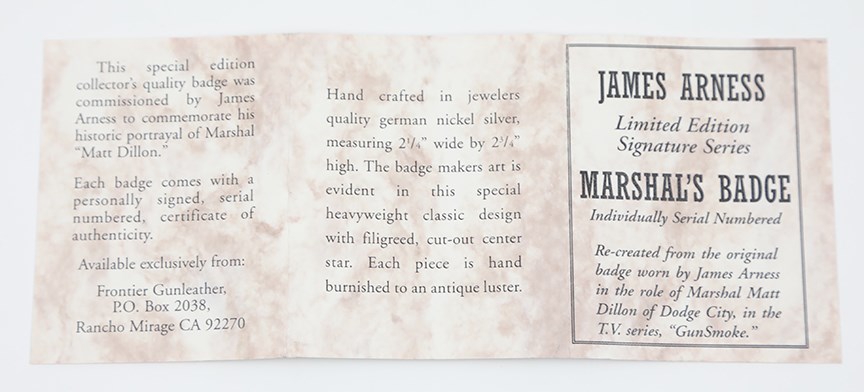 This special edition
collector's quality badge was
commissioned by James
Arness to commemorate his
historic portrayal of Marshal
“Matt Dillon.”
Each badge comes with a
personally signed, serial
numbered, certificate of
authenticity.
Available exclusively from:
Frontier Gunleather,
P.O. Box 2038,
Rancho Mirage CA 92270
Hand crafted in jewelers
quality german nickel silver,
measuring 2¹/₄” wide by 2³/₄”
high. The badge makers art is
evident in this special
heavyweight classic design
with filigreed, cut-out center
star. Each piece is hand
burnished to an antique luster.
JAMES ARNESS
Limited Edition
Signature Series
MARSHAL'S BADGE
Individually Serial Numbered
Re-created from the original
badge worn by James Arness
in the role of Marshal Matt
Dillon of Dodge City, in the
T.V. series, “GunSmoke.”